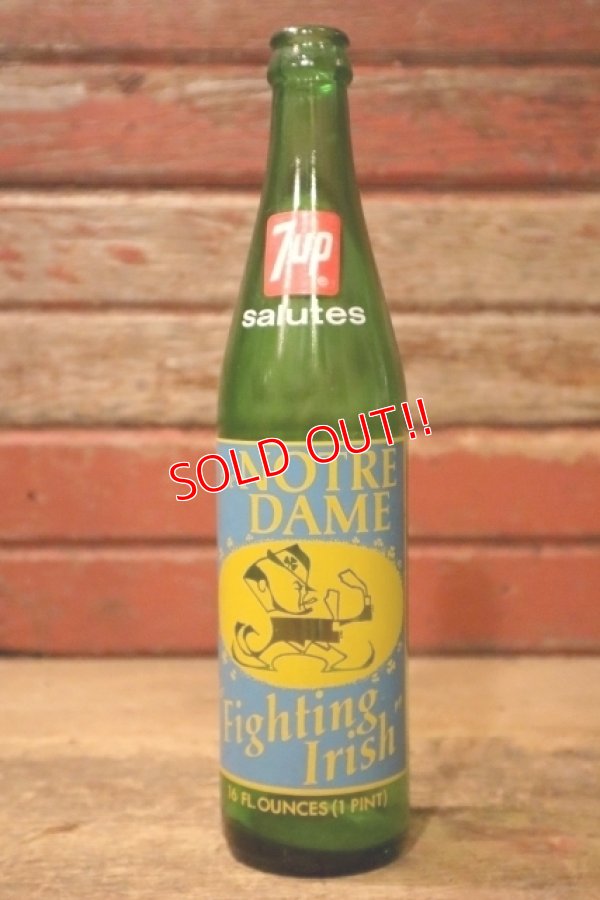 7up
salutes
SOLD OUT!!
NOTRE
DAME
"Fighting
Irish"
16 FL. OUNCES (1 PINT)